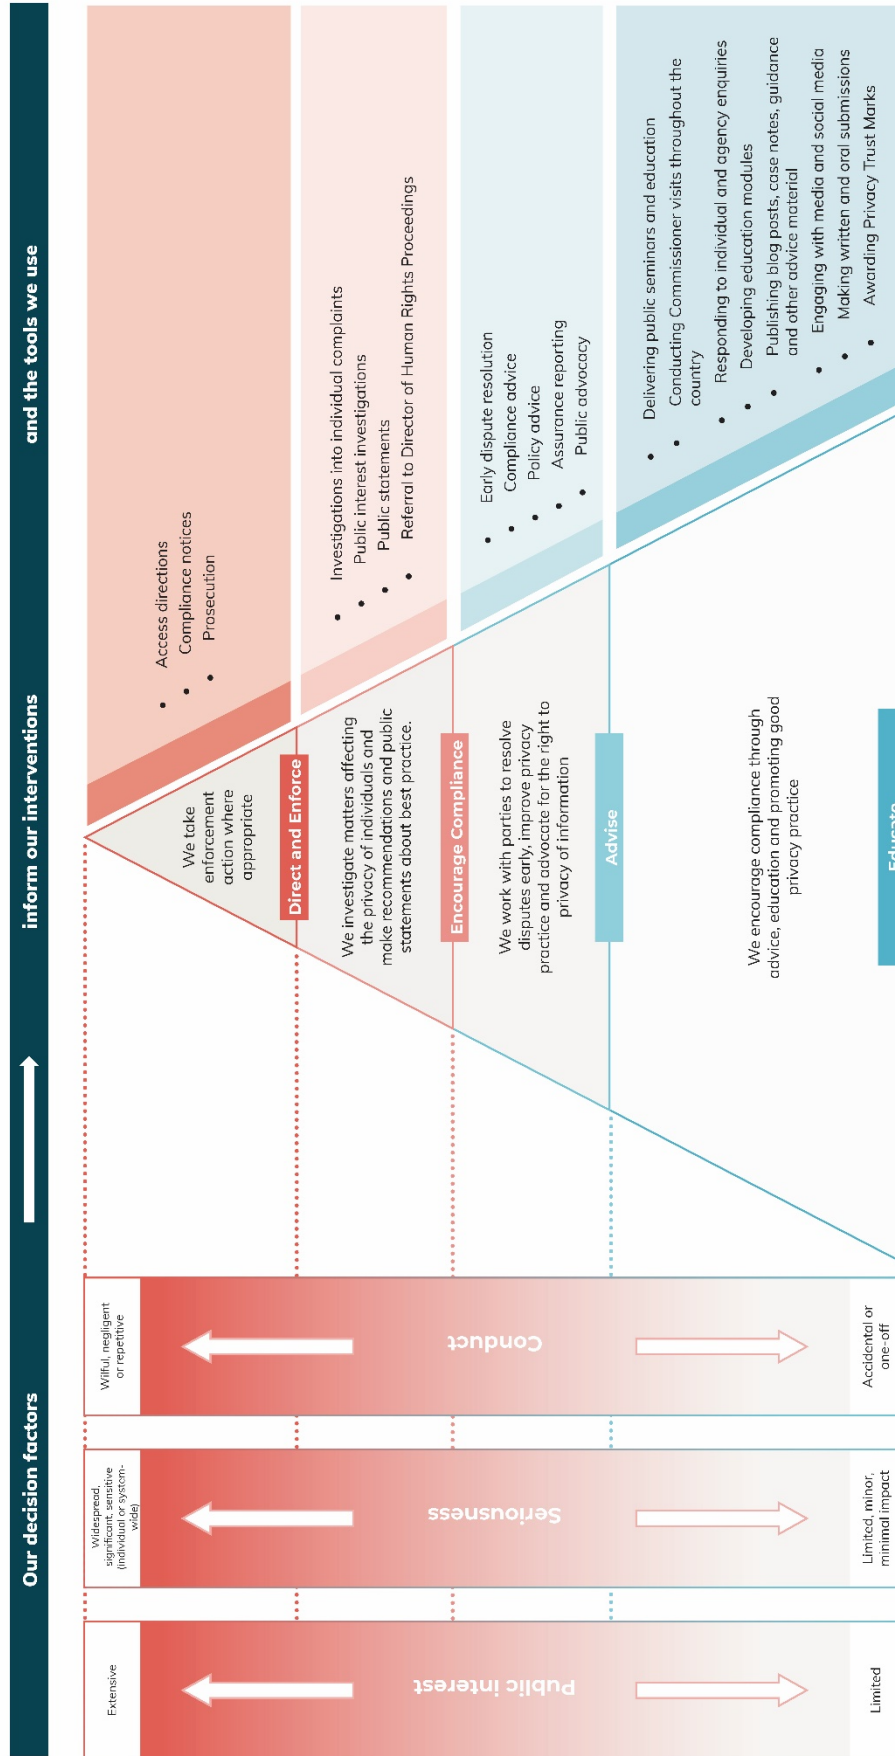 Our decision factors
inform our interventions
and the tools we use
Extensive
Public interest
Limited
Widespread,
significant, sensitive
(individual or system-
wide)
Seriousness
Limited, minor,
minimal impact
Wilful, negligent
or repetitive
Conduct
Accidental or
one-off
We take
enforcement
action where
appropriate
Direct and Enforce
We investigate matters affecting
the privacy of individuals and
make recommendations and public
statements about best practice.
Encourage Compliance
We work with parties to resolve
disputes early, improve privacy
practice and advocate for the right to
privacy of information
Advise
We encourage compliance through
advice, education and promoting good
privacy practice
Educate
• Access directions
• Compliance notices
• Prosecution
• Investigations into individual complaints
• Public interest investigations
• Public statements
• Referral to Director of Human Rights Proceedings
• Early dispute resolution
• Compliance advice
• Policy advice
• Assurance reporting
• Public advocacy
• Delivering public seminars and education
• Conducting Commissioner visits throughout the
country
• Responding to individual and agency enquiries
• Developing education modules
• Publishing blog posts, case notes, guidance
and other advice material
• Engaging with media and social media
• Making written and oral submissions
• Awarding Privacy Trust Marks